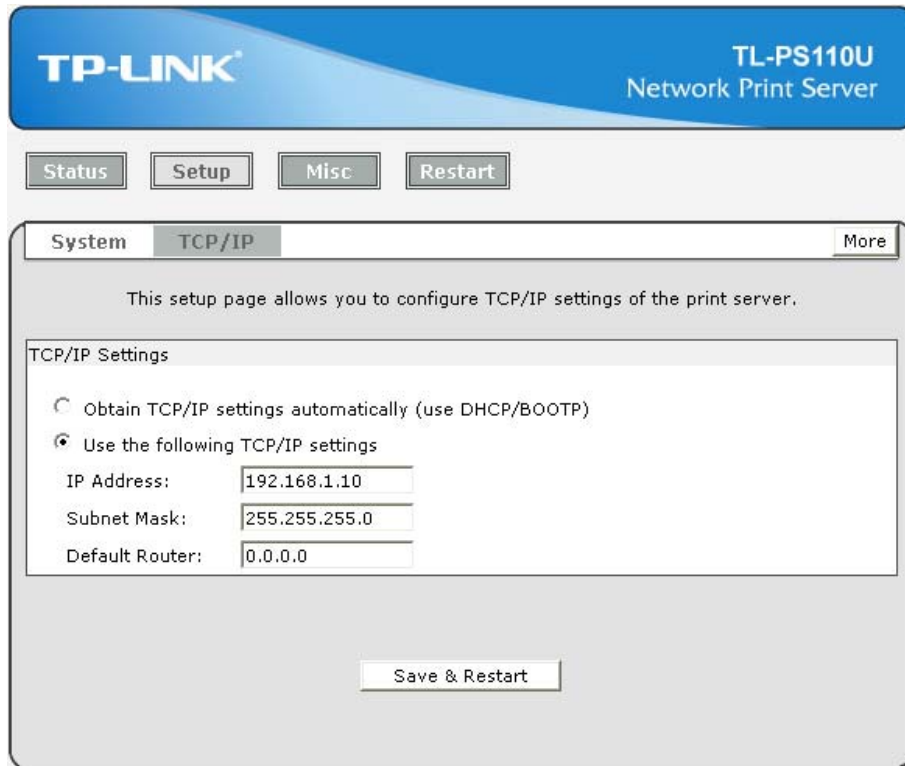 TP-LINK®
TL-PS110U
Network Print Server
Status Setup Misc Restart
System TCP/IP More
This setup page allows you to configure TCP/IP settings of the print server.
TCP/IP Settings
Obtain TCP/IP settings automatically (use DHCP/BOOTP)
Use the following TCP/IP settings
IP Address: 192.168.1.10
Subnet Mask: 255.255.255.0
Default Router: 0.0.0.0
Save & Restart